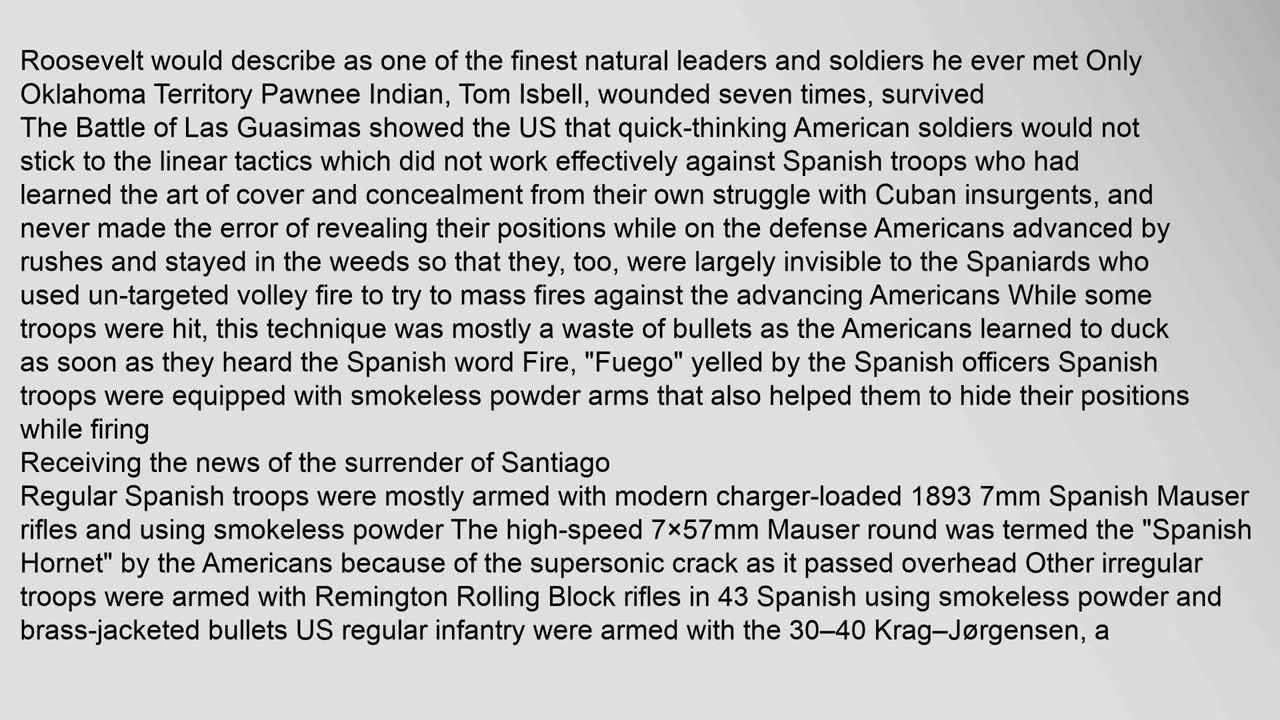 Roosevelt would describe as one of the finest natural leaders and soldiers he ever met Only
Oklahoma Territory Pawnee Indian, Tom Isbell, wounded seven times, survived
The Battle of Las Guasimas showed the US that quick-thinking American soldiers would not
stick to the linear tactics which did not work effectively against Spanish troops who had
learned the art of cover and concealment from their own struggle with Cuban insurgents, and
never made the error of revealing their positions while on the defense Americans advanced by
rushes and stayed in the weeds so that they, too, were largely invisible to the Spaniards who
used un-targeted volley fire to try to mass fires against the advancing Americans While some
troops were hit, this technique was mostly a waste of bullets as the Americans learned to duck
as soon as they heard the Spanish word Fire, "Fuego" yelled by the Spanish officers Spanish
troops were equipped with smokeless powder arms that also helped them to hide their positions
while firing
Receiving the news of the surrender of Santiago
Regular Spanish troops were mostly armed with modern charger-loaded 1893 7mm Spanish Mauser
rifles and using smokeless powder The high-speed 7×57mm Mauser round was termed the "Spanish
Hornet" by the Americans because of the supersonic crack as it passed overhead Other irregular
troops were armed with Remington Rolling Block rifles in 43 Spanish using smokeless powder and
brass-jacketed bullets US regular infantry were armed with the 30–40 Krag–Jørgensen, a